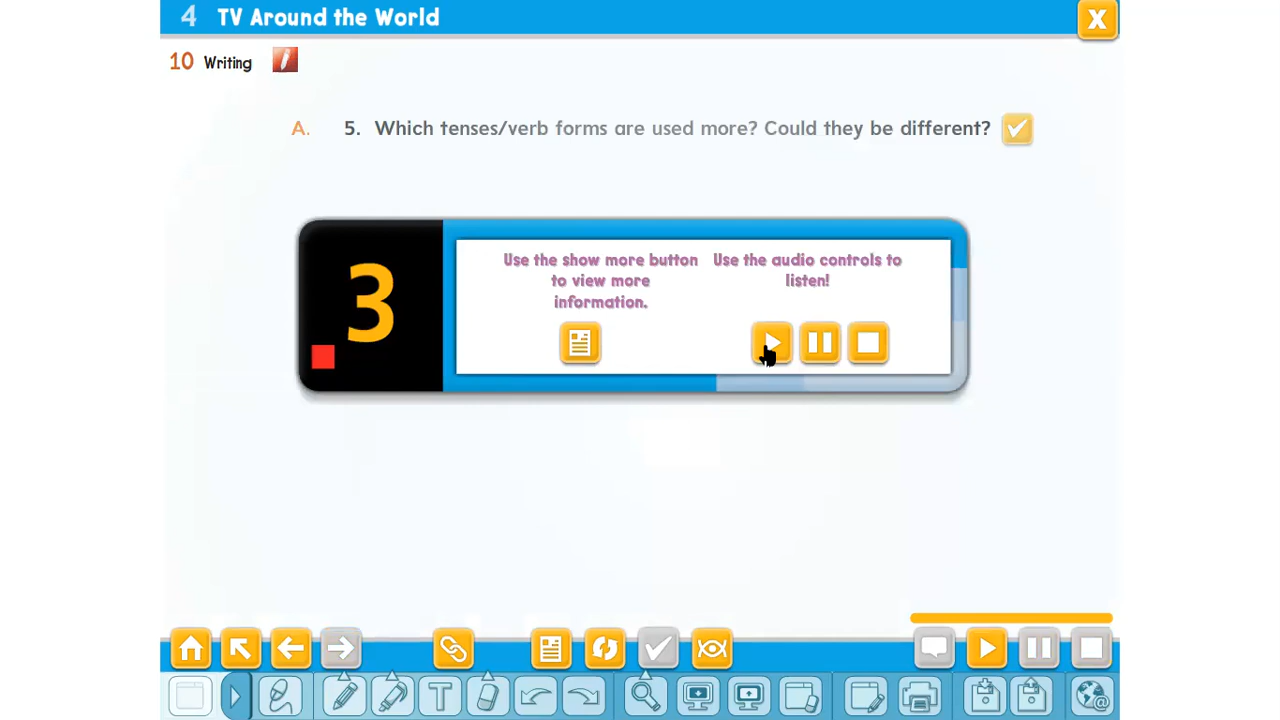 4 TV Around the World X
10 Writing
A. 5. Which tenses/verb forms are used more? Could they be different?
3
Use the show more button
to view more
information.
Use the audio controls to
listen!
T
@